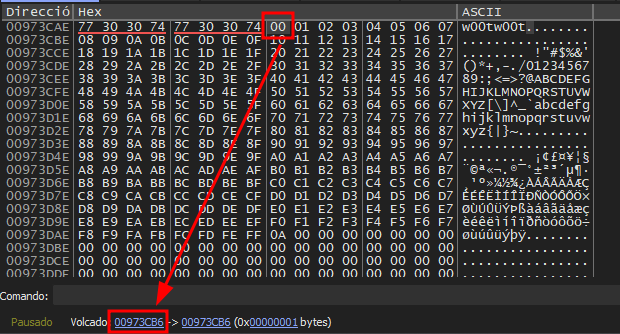 Direcció Hex ASCII
00973CAE 77 30 30 74 77 30 30 74 00 01 02 03 04 05 06 07 w00tw00t........
00973CBE 08 09 0A 0B 0C 0D 0E 0F 10 11 12 13 14 15 16 17 ................
00973CCE 18 19 1A 1B 1C 1D 1E 1F 20 21 22 23 24 25 26 27 ........ !"#$%&'
00973CDE 28 29 2A 2B 2C 2D 2E 2F 30 31 32 33 34 35 36 37 ()*+,-./01234567
00973CEE 38 39 3A 3B 3C 3D 3E 3F 40 41 42 43 44 45 46 47 89:;<=>?@ABCDEFG
00973CFE 48 49 4A 4B 4C 4D 4E 4F 50 51 52 53 54 55 56 57 HIJKLMNOPQRSTUVW
00973D0E 58 59 5A 5B 5C 5D 5E 5F 60 61 62 63 64 65 66 67 XYZ[\]^_`abcdefg
00973D1E 68 69 6A 6B 6C 6D 6E 6F 70 71 72 73 74 75 76 77 hijklmnopqrstuvw
00973D2E 78 79 7A 7B 7C 7D 7E 7F 80 81 82 83 84 85 86 87 xyz{|}~.........
00973D3E 88 89 8A 8B 8C 8D 8E 8F 90 91 92 93 94 95 96 97 ................
00973D4E 98 99 9A 9B 9C 9D 9E 9F A0 A1 A2 A3 A4 A5 A6 A7 ........ ¡¢£¤¥¦§
00973D5E A8 A9 AA AB AC AD AE AF B0 B1 B2 B3 B4 B5 B6 B7 ¨©ª«¬.®¯°±²³´µ¶·
00973D6E B8 B9 BA BB BC BD BE BF C0 C1 C2 C3 C4 C5 C6 C7 ¸¹º»¼½¾¿ÀÁÂÃÄÅÆÇ
00973D7E C8 C9 CA CB CC CD CE CF D0 D1 D2 D3 D4 D5 D6 D7 ÈÉÊËÌÍÎÏÐÑÒÓÔÕÖ×
00973D8E D8 D9 DA DB DC DD DE DF E0 E1 E2 E3 E4 E5 E6 E7 ØÙÚÛÜÝÞßàáâãäåæç
00973D9E E8 E9 EA EB EC ED EE EF F0 F1 F2 F3 F4 F5 F6 F7 èéêëìíîïðñòóôõö÷
00973DAE F8 F9 FA FB FC FD FE FF 0A 00 00 00 00 00 00 00 øùúûüýþÿ........
00973DBE 00 00 00 00 00 00 00 00 00 00 00 00 00 00 00 00 ................
00973DCE 00 00 00 00 00 00 00 00 00 00 00 00 00 00 00 00 ................
00973DDE 00 00 00 00 00 00 00 00 00 00 00 00 00 00 00 00 ................
Comando:
Pausado Volcado: 00973CB6 -> 00973CB6 (0x00000001 bytes)